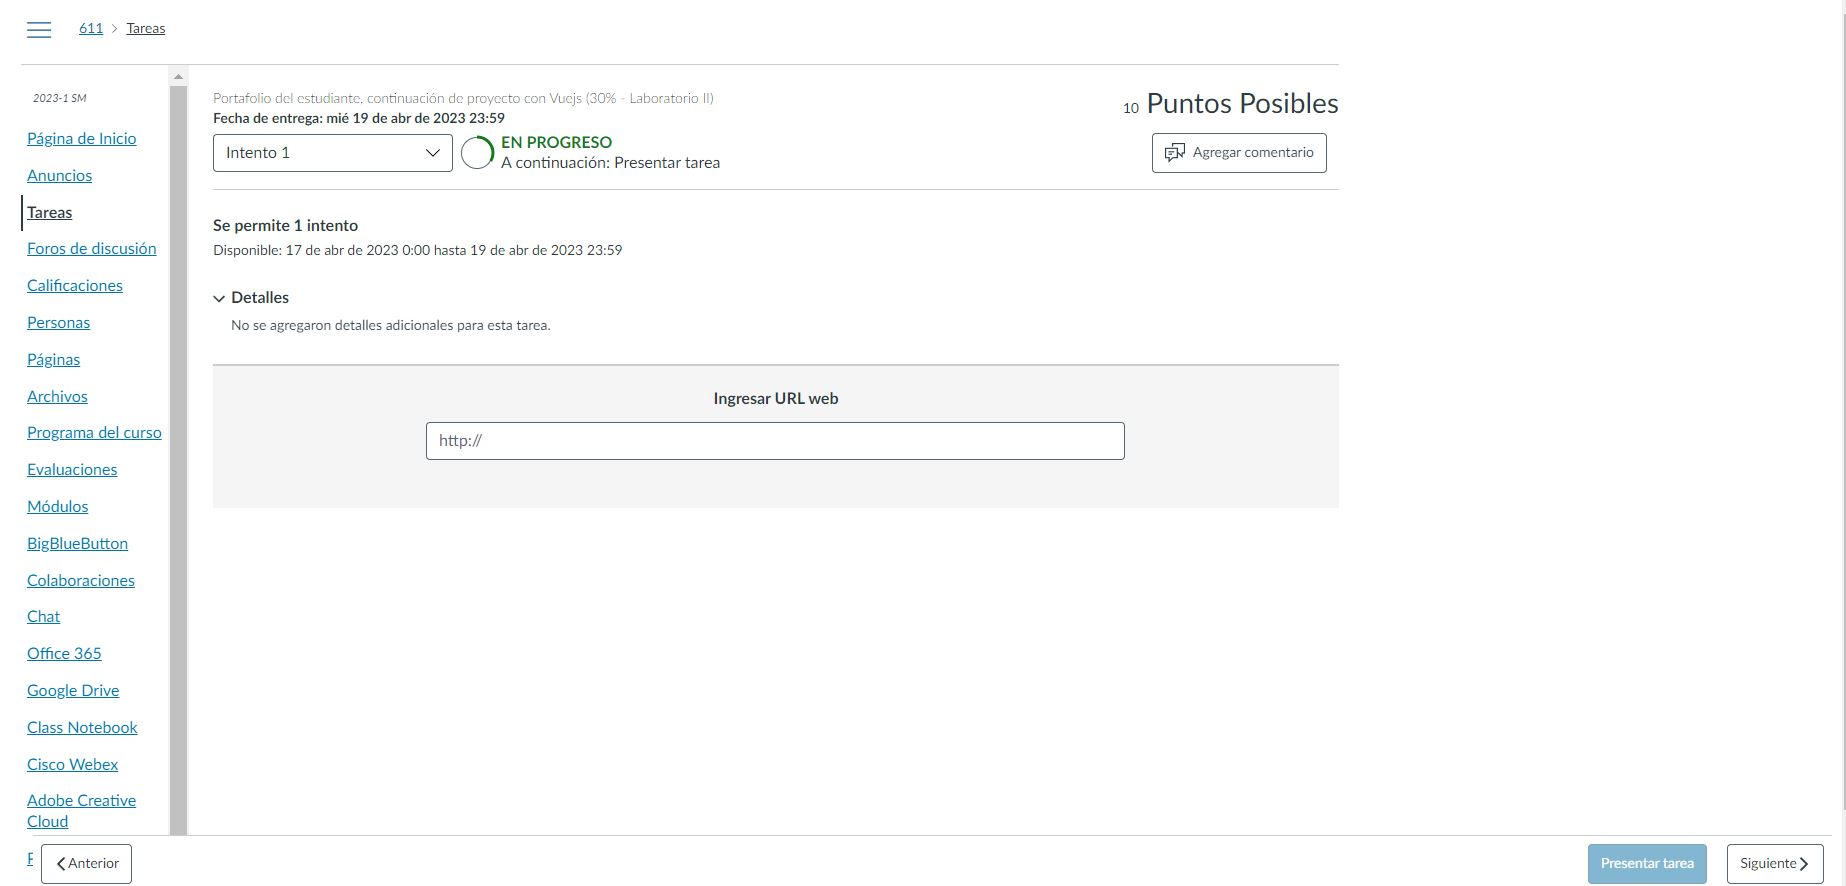 611 > Tareas
2023-1 SM
Página de Inicio
Anuncios
Tareas
Foros de discusión
Calificaciones
Personas
Páginas
Archivos
Programa del curso
Evaluaciones
Módulos
BigBlueButton
Colaboraciones
Chat
Office 365
Google Drive
Class Notebook
Cisco Webex
Adobe Creative
Cloud
Portafolio del estudiante, continuación de proyecto con Vuejs (30% - Laboratorio II)
Fecha de entrega: mié 19 de abr de 2023 23:59
Intento 1
EN PROGRESO
A continuación: Presentar tarea
10 Puntos Posibles
Agregar comentario
Se permite 1 intento
Disponible: 17 de abr de 2023 0:00 hasta 19 de abr de 2023 23:59
Detalles
No se agregaron detalles adicionales para esta tarea.
Ingresar URL web
http://
Anterior
Presentar tarea
Siguiente